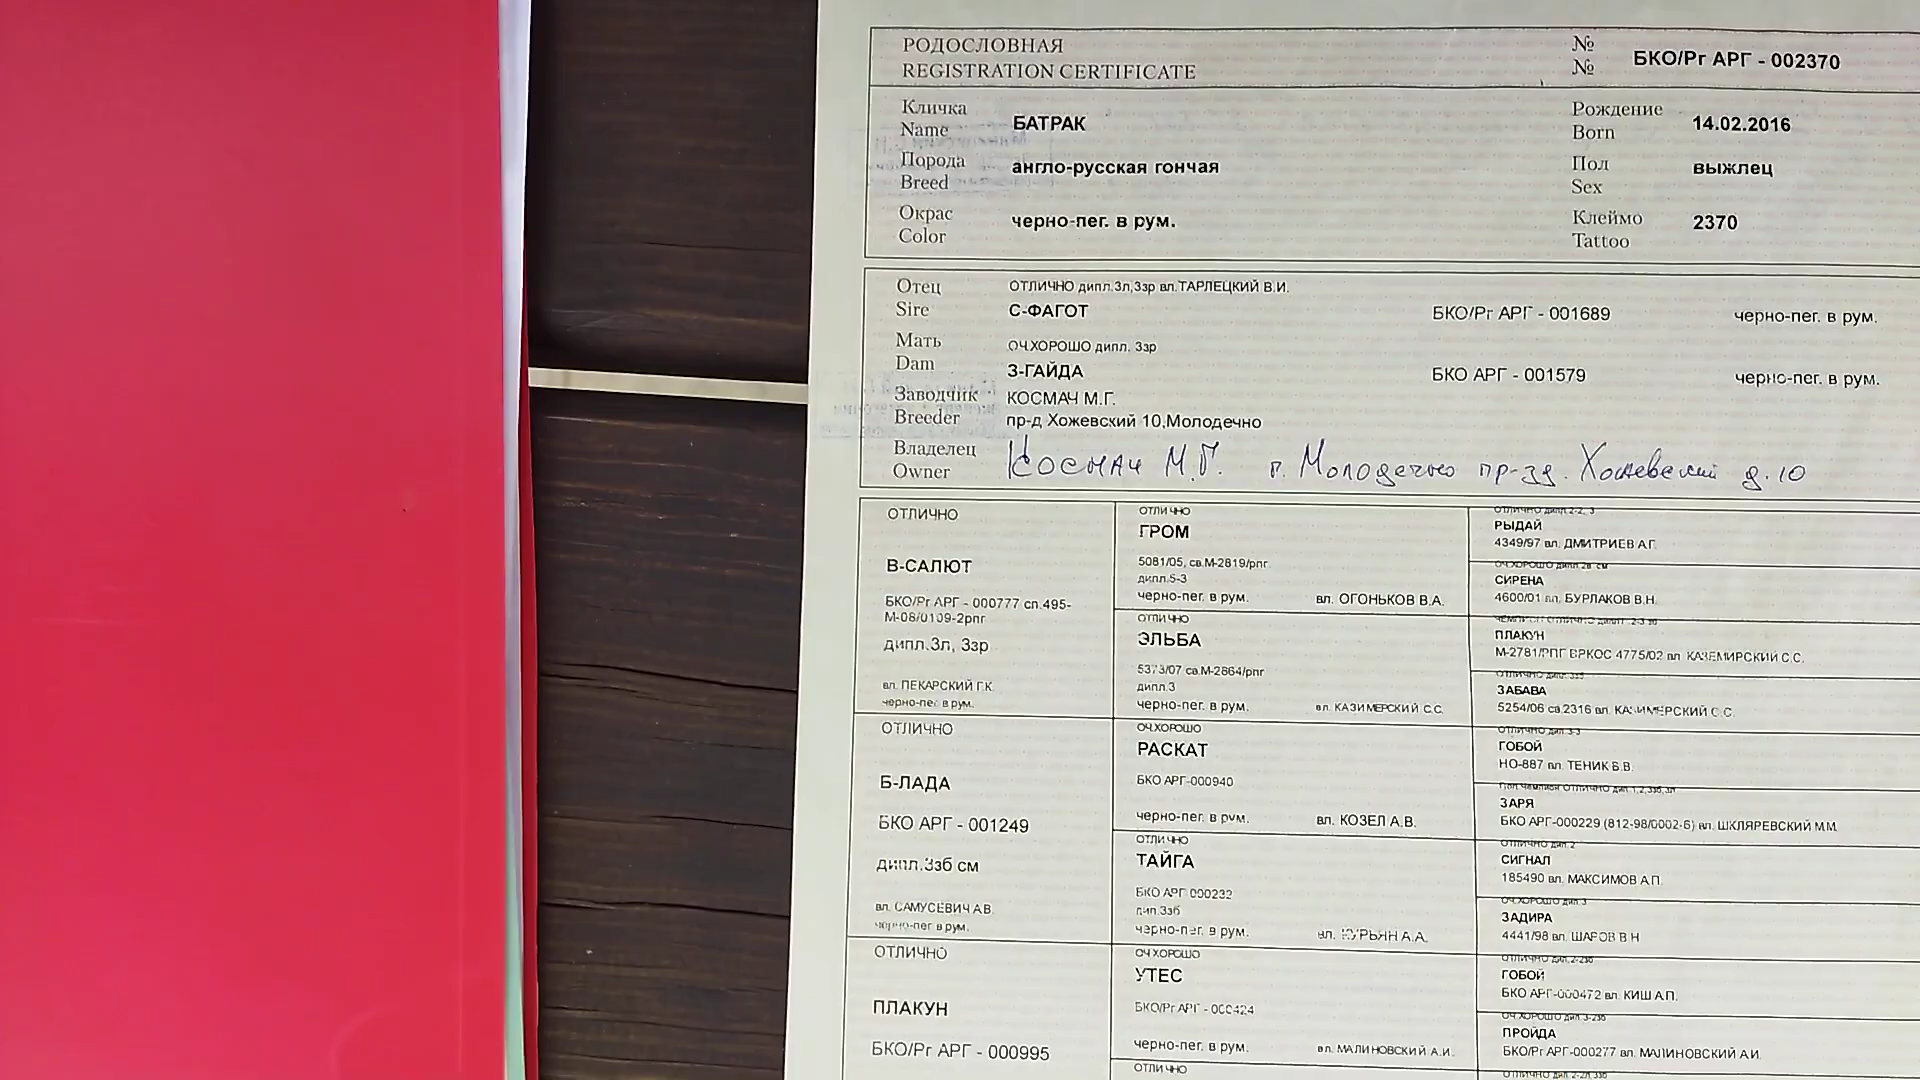 РОДОСЛОВНАЯ
REGISTRATION CERTIFICATE
№
№
БКО/Рг АРГ - 002370
Кличка
Name
БАТРАК
Рождение
Born
14.02.2016
Порода
Breed
англо-русская гончая
Пол
Sex
выжлец
Окрас
Color
черно-пег. в рум.
Клеймо
Tattoo
2370
Отец
Sire
ОТЛИЧНО дипл.3л,3зр вл.ТАРЛЕЦКИЙ В.И.
С-ФАГОТ
БКО/Рг АРГ - 001689
черно-пег. в рум.
Мать
Dam
ОЧ.ХОРОШО дипл. 3зр
З-ГАЙДА
БКО АРГ - 001579
черно-пег. в рум.
Заводчик
Breeder
КОСМАЧ М.Г.
пр-д Хожевский 10,Молодечно
Владелец
Owner
Космач М.Г. г. Молодечно пр-зд. Хожевский д.10
ОТЛИЧНО
В-САЛЮТ
БКО/Рг АРГ - 000777 сп.495-
М-08/0109-2рпг
дипл.3л, 3зр
вл. ПЕКАРСКИЙ Г.К.
черно-пег. в рум.
ОТЛИЧНО
Б-ЛАДА
БКО АРГ - 001249
дипл.3зб см
вл. САМУСЕВИЧ А.В.
черно-пег. в рум.
ОТЛИЧНО
ПЛАКУН
БКО/Рг АРГ - 000995
ОТЛИЧНО
ГРОМ
5081/05, св.М-2819/рпг
дипл.5-3
черно-пег. в рум.
вл. ОГОНЬКОВ В.А.
ОТЛИЧНО
ЭЛЬБА
5373/07 св.М-2864/рпг
дипл.3
черно-пег. в рум.
вл. КАЗИМЕРСКИЙ С.С.
ОЧ.ХОРОШО
РАСКАТ
БКО АРГ-000940
черно-пег. в рум.
вл. КОЗЕЛ А.В.
ОТЛИЧНО
ТАЙГА
БКО АРГ 000232
дип.3зб
черно-пег. в рум.
вл. КУРЬЯН А.А.
ОЧ.ХОРОШО
УТЕС
БКО/Рг АРГ - 000424
черно-пег. в рум.
вл. МАЛИНОВСКИЙ А.И.
ОТЛИЧНО
ОТЛИЧНО дипл.2-2, 3
РЫДАЙ
4349/97 вл. ДМИТРИЕВ А.Г.
ОЧ.ХОРОШО
СИРЕНА
4600/01 вл. БУРЛАКОВ В.Н.
ПЛАКУН
М-2781/РПГ ВРКОС 4775/02 вл. КАЗЕМИРСКИЙ С.С.
ЗАБАВА
5254/06 св.2316 вл. КАЗИМЕРСКИЙ С.С.
ОТЛИЧНО дип.3-3
ГОБОЙ
НО-887 вл. ТЕНИК Б.В.
ЗАРЯ
БКО АРГ-000229 (812-98/0002-6) вл. ШКЛЯРЕВСКИЙ М.М.
ОТЛИЧНО дип.2
СИГНАЛ
185490 вл. МАКСИМОВ А.П.
ОЧ.ХОРОШО дип.3
ЗАДИРА
4441/98 вл. ШАРОВ В.Н
ОТЛИЧНО дип.2-2зб
ГОБОЙ
БКО АРГ-000472 вл. КИШ А.П.
ОЧ.ХОРОШО дип.3-2зб
ПРОЙДА
БКО/Рг АРГ-000277 вл. МАЛИНОВСКИЙ А.И.